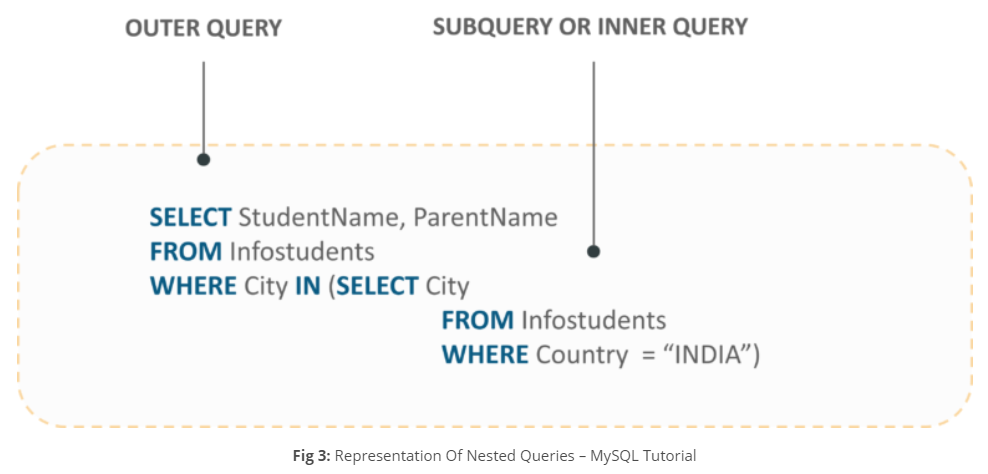 OUTER QUERY
SUBQUERY OR INNER QUERY
SELECT StudentName, ParentName
FROM Infostudents
WHERE City IN (SELECT City
FROM Infostudents
WHERE Country = “INDIA”)
Fig 3: Representation Of Nested Queries – MySQL Tutorial